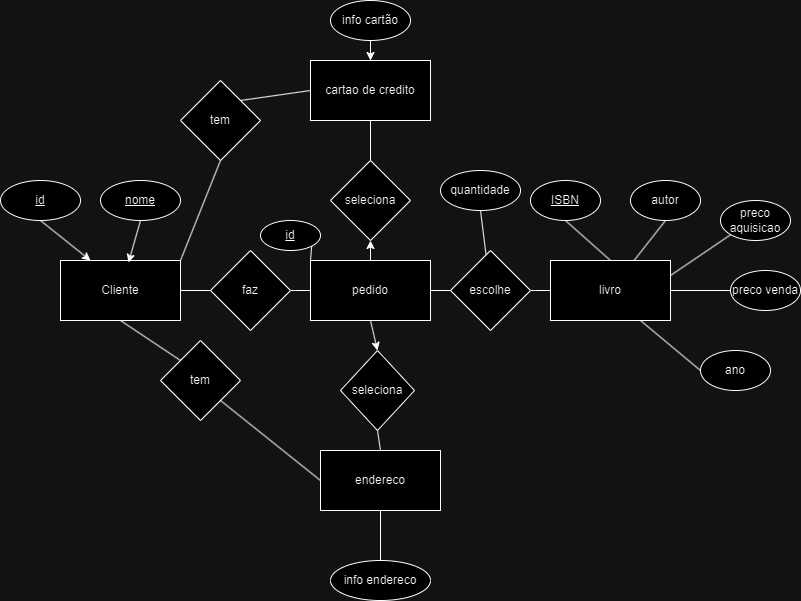 info cartão
cartao de credito
tem
id
nome
seleciona
quantidade
ISBN
autor
preco
aquisicao
id
Cliente
faz
pedido
escolhe
livro
preco venda
tem
seleciona
ano
endereco
info endereco